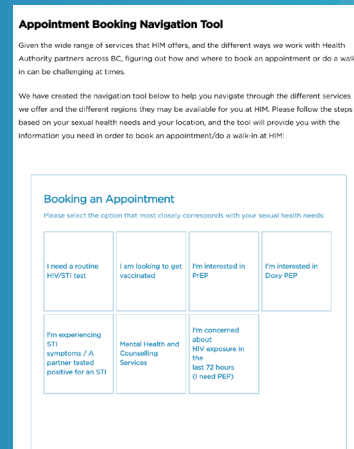 Appointment Booking Navigation Tool
Given the wide range of services that HIM offers, and the different ways we work with Health
Authority partners across BC, figuring out how and where to book an appointment or do a walk
in can be challenging at times.
We have created the navigation tool below to help you navigate through the different services
we offer and the different regions they may be available for you at HIM. Please follow the steps
based on your sexual health needs and your location, and the tool will provide you with the
information you need in order to book an appointment/do a walk-in at HIM:
Booking an Appointment
Please select the option that most closely corresponds with your sexual health needs:
I need a routine
HIV/STI test
I am looking to get
vaccinated
I'm interested in
PrEP
I'm interested in
Doxy PEP
I'm experiencing
STI
symptoms / A
partner tested
positive for an STI
Mental Health and
Counselling
Services
I'm concerned
about
HIV exposure in
the
last 72 hours
(I need PEP)